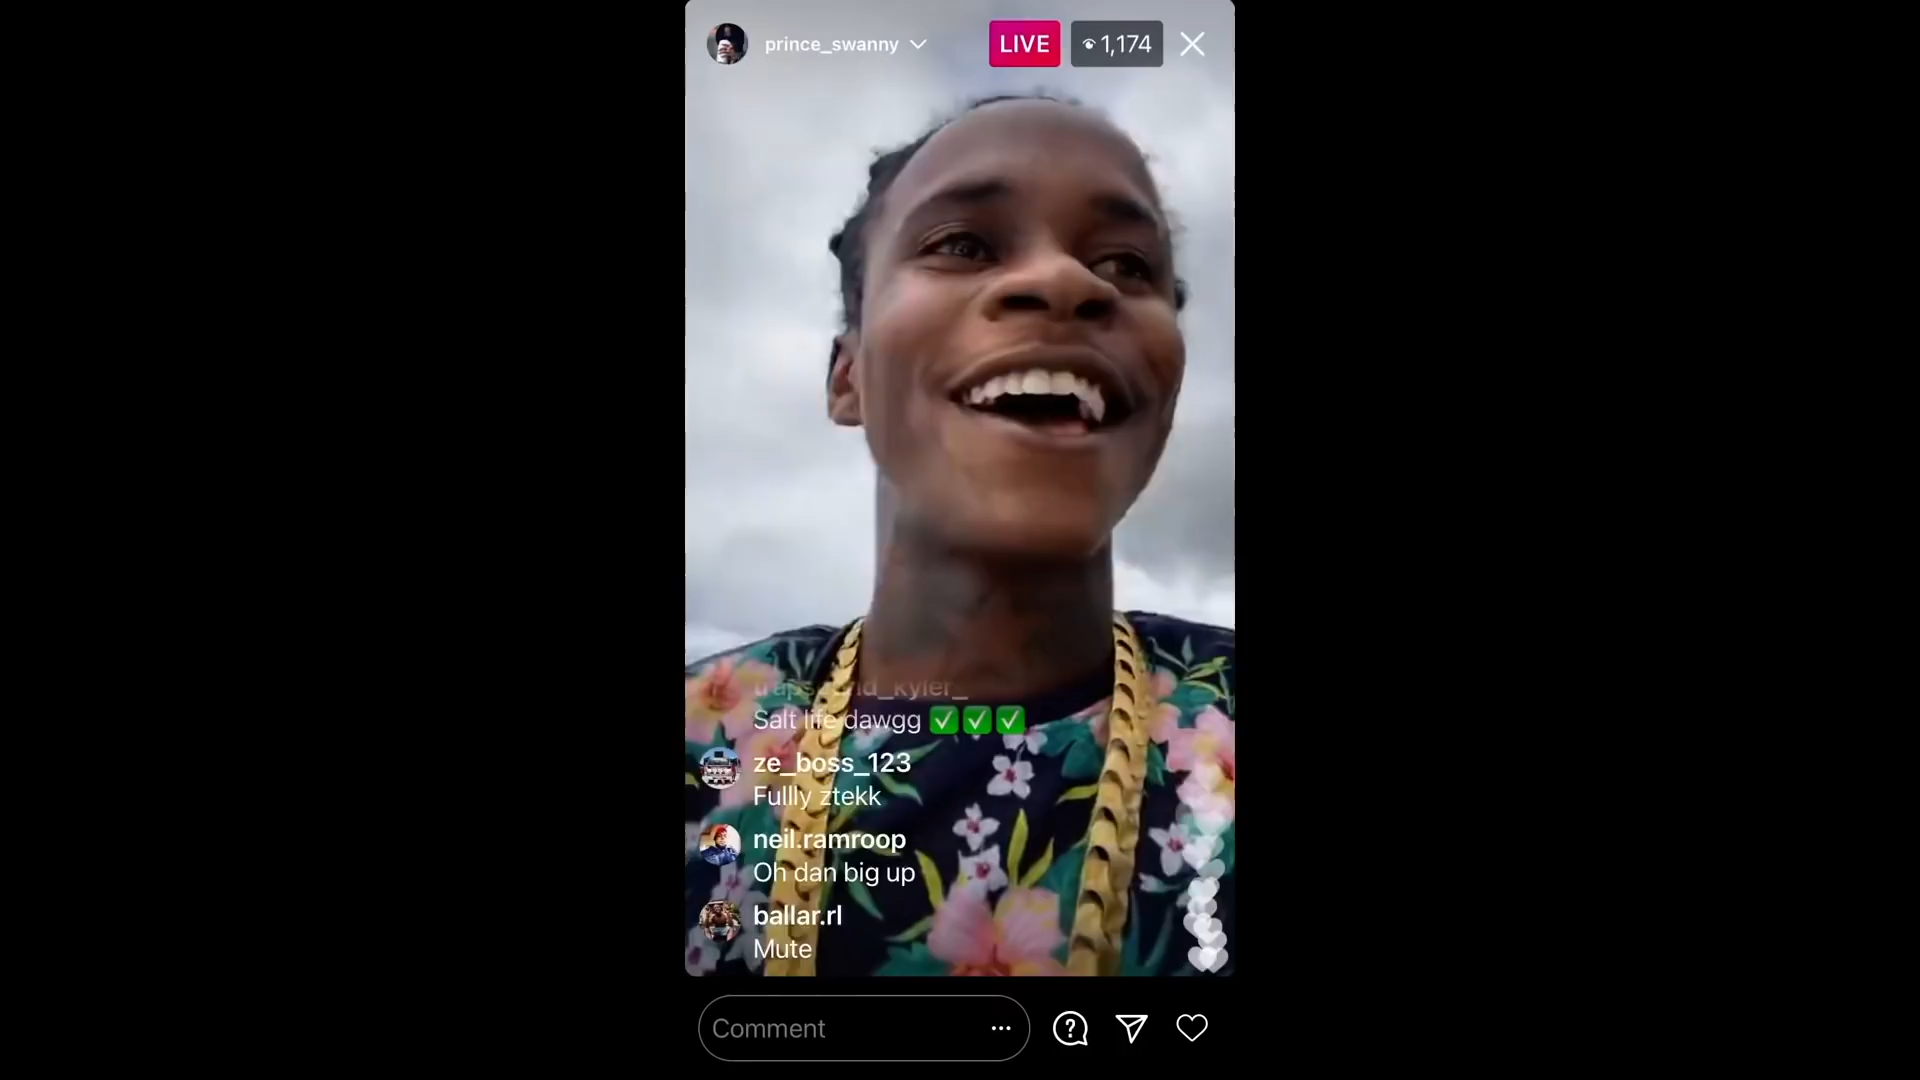 prince_swanny
LIVE
1,174
Salt life dawgg ✅✅✅
ze_boss_123
Fullly ztekk
neil.ramroop
Oh dan big up
ballar.rl
Mute
Comment